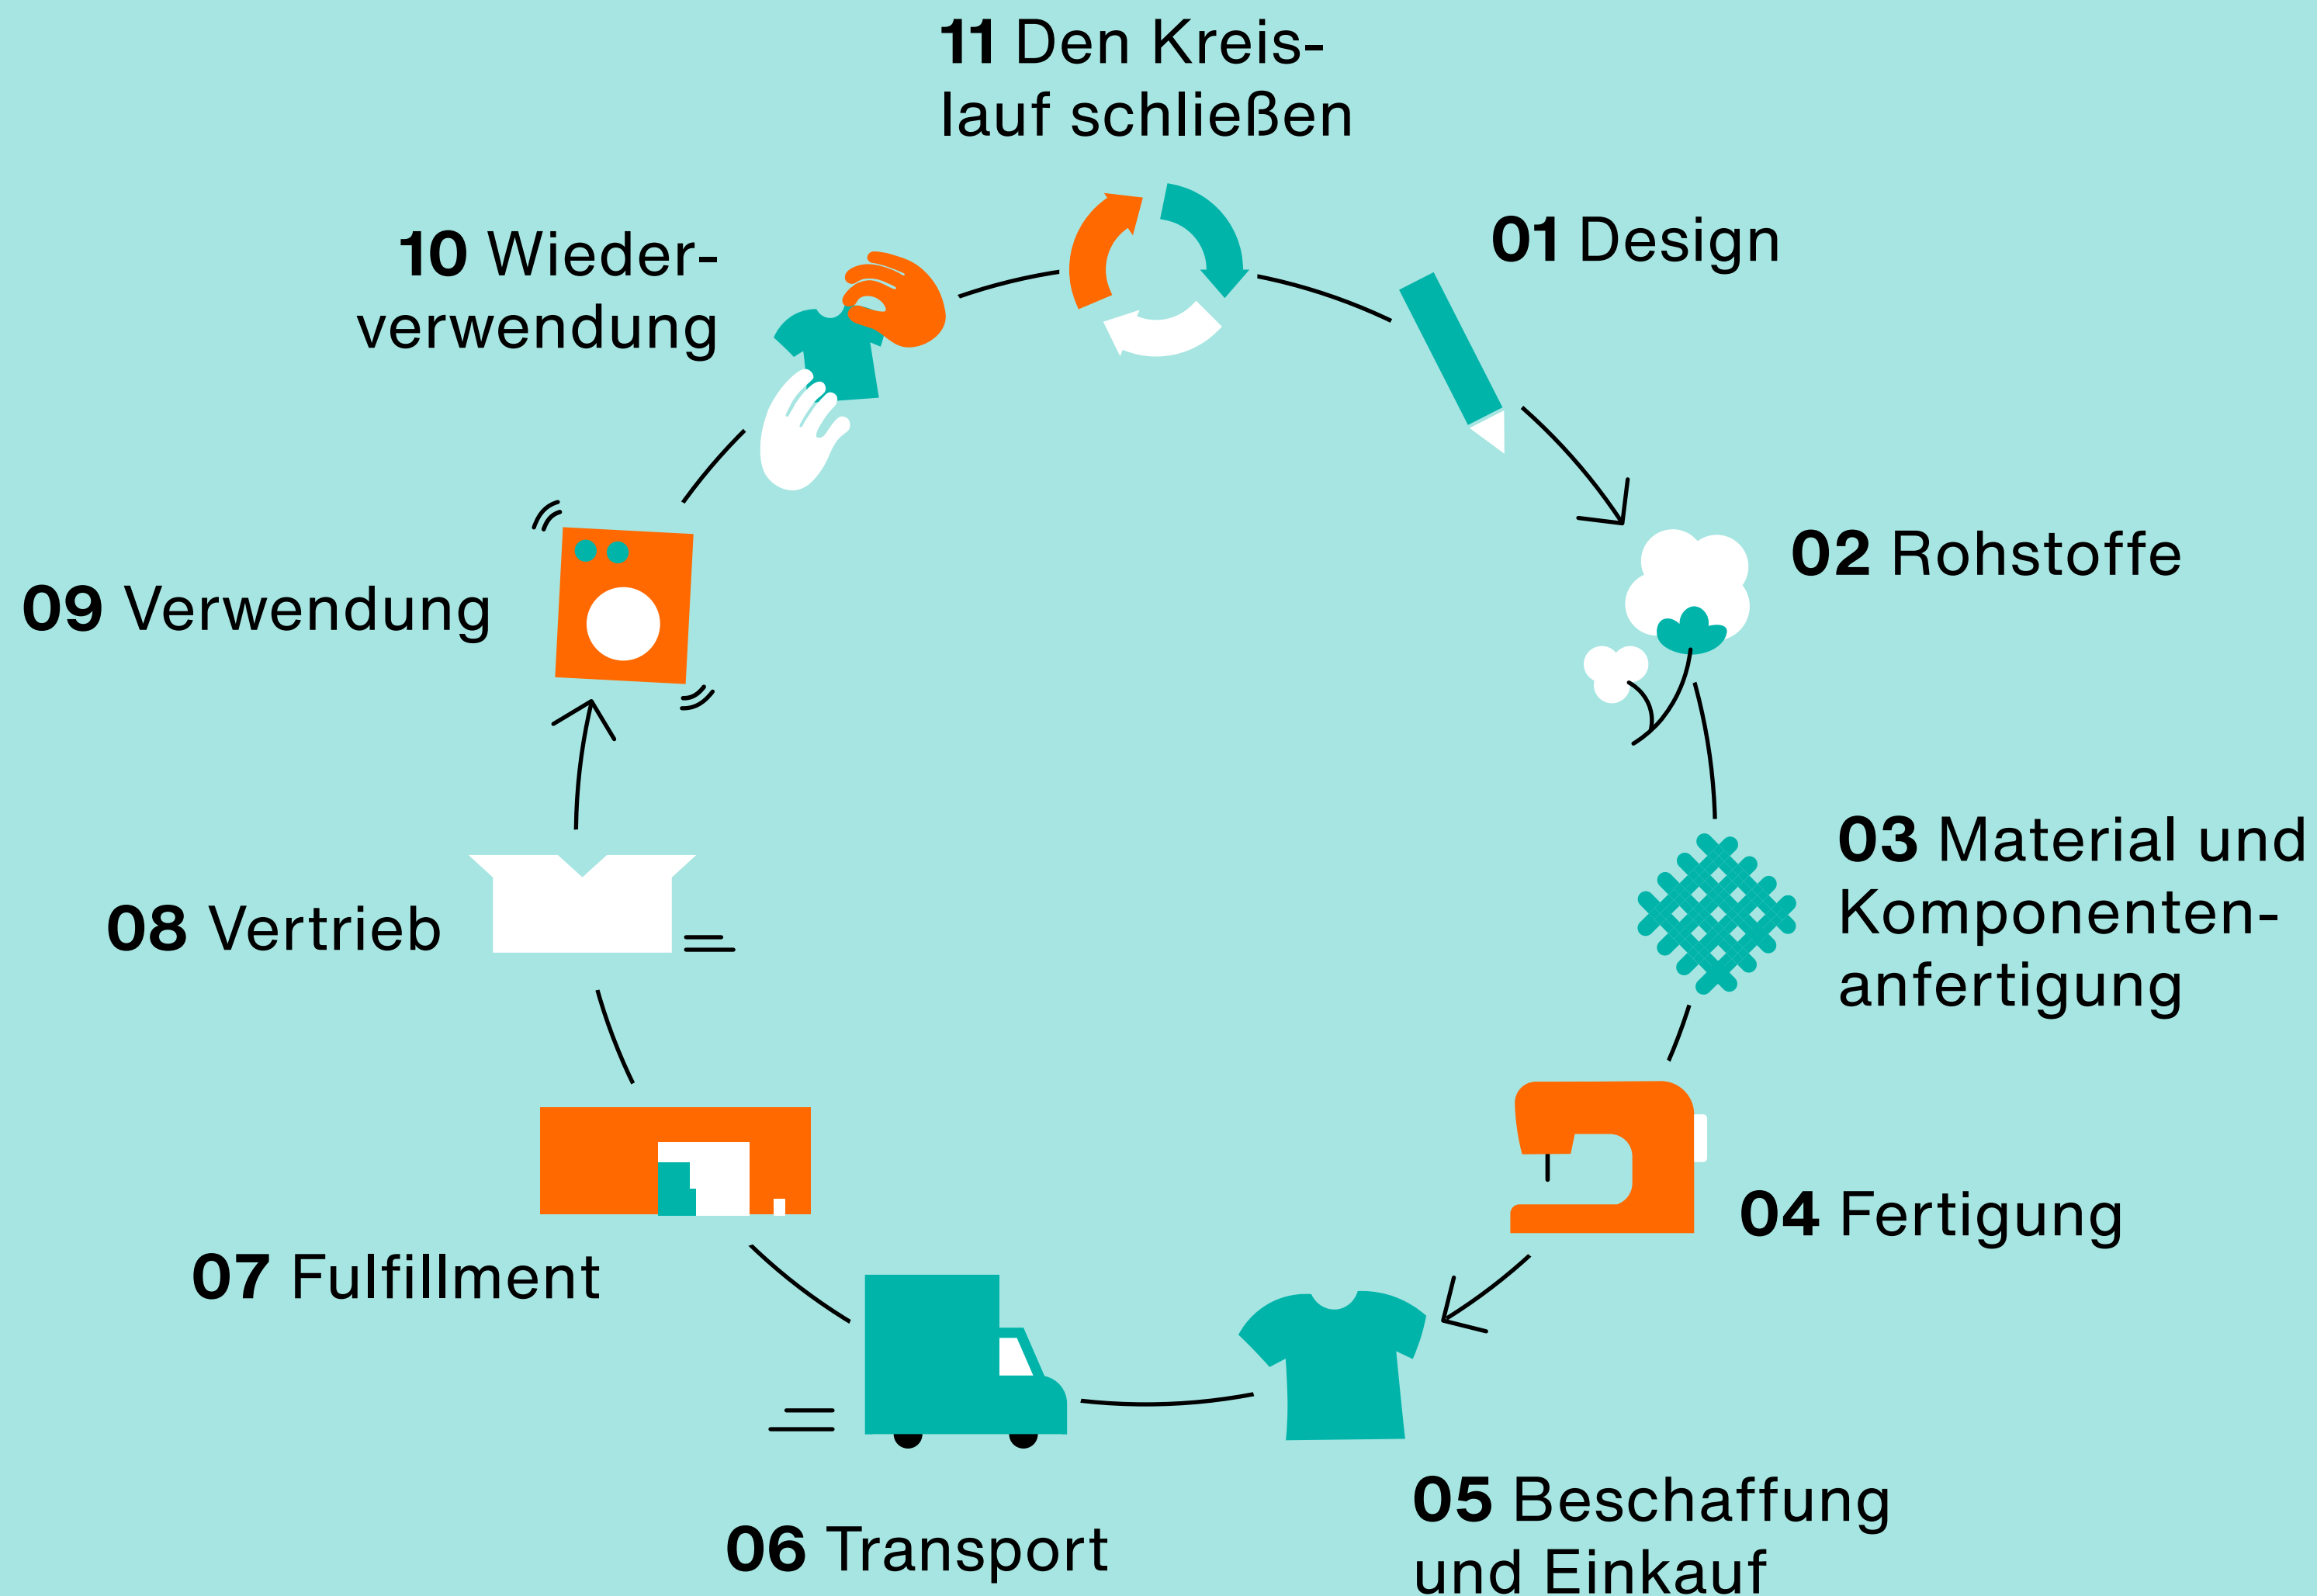 11 Den Kreis-
lauf schließen
01 Design
10 Wieder-
verwendung
02 Rohstoffe
09 Verwendung
03 Material und
Komponenten-
anfertigung
08 Vertrieb
04 Fertigung
07 Fulfillment
05 Beschaffung
und Einkauf
06 Transport